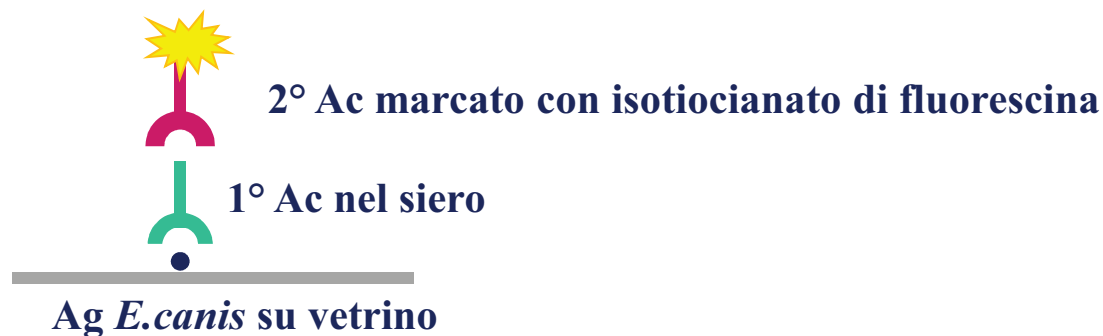 2° Ac marcato con isotiocianato di fluorescina
1° Ac nel siero
Ag E.canis su vetrino